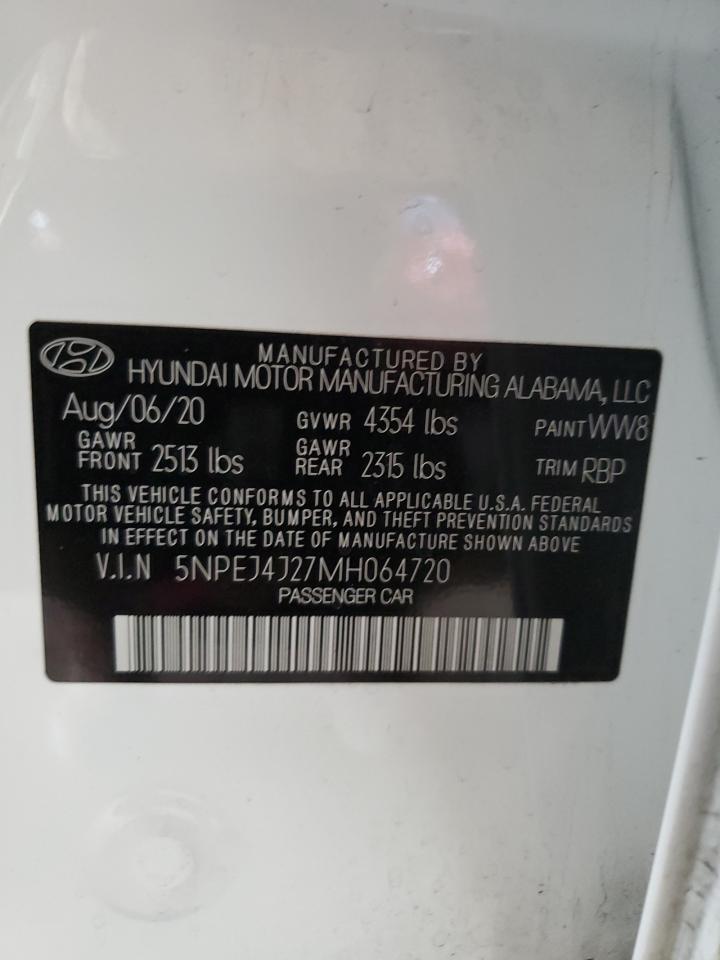 MANUFACTURED BY
HYUNDAI MOTOR MANUFACTURING ALABAMA, LLC
Aug/06/20 GVWR 4354 lbs PAINT WW8
GAWR FRONT 2513 lbs GAWR REAR 2315 lbs TRIM RBP
THIS VEHICLE CONFORMS TO ALL APPLICABLE U.S.A. FEDERAL
MOTOR VEHICLE SAFETY, BUMPER, AND THEFT PREVENTION STANDARDS
IN EFFECT ON THE DATE OF MANUFACTURE SHOWN ABOVE
V.I.N 5NPEJ4J27MH064720
PASSENGER CAR